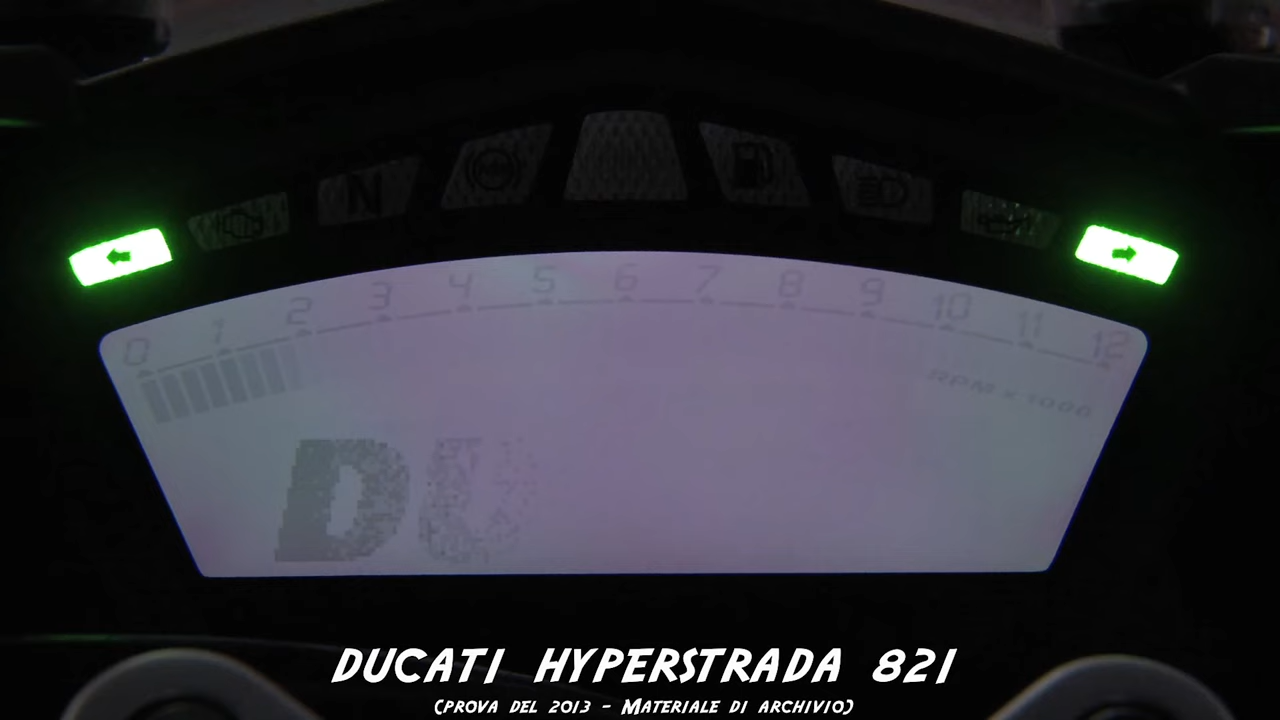 N
0 1 2 3 4 5 6 7 8 9 10 11 12
RPM x 1000
DU
DUCATI HYPERSTRADA 821
(PROVA DEL 2013 - MATERIALE DI ARCHIVIO)